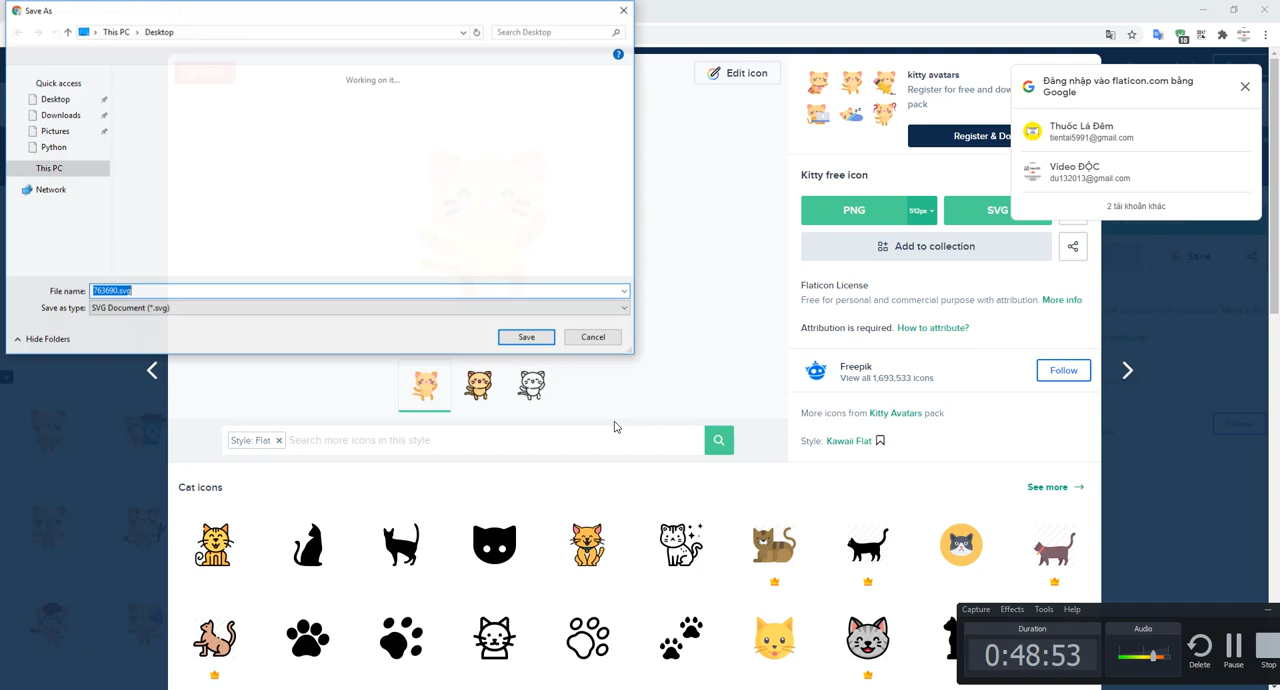 Save As
This PC > Desktop
Search Desktop
Working on it...
Quick access
Desktop
Downloads
Pictures
Python
This PC
Network
File name: 763690.svg
Save as type: SVG Document (*.svg)
Hide Folders
Save
Cancel
Edit icon
kitty avatars
Register for free and dow
pack
Register & Do
Đăng nhập vào flaticon.com bằng
Google
Thuốc Lá Đêm
tientai5991@gmail.com
Video ĐỘC
du132013@gmail.com
2 tài khoản khác
Kitty free icon
PNG
512px
SVG
Add to collection
Save
Flaticon License
Free for personal and commercial purpose with attribution. More info
Attribution is required. How to attribute?
Freepik
View all 1,693,533 icons
Follow
More icons from Kitty Avatars pack
Style: Kawaii Flat
Style: Flat ×
Search more icons in this style
Cat icons
See more
10
Capture Effects Tools Help
Duration
0:48:53
Audio
Delete
Pause
Stop